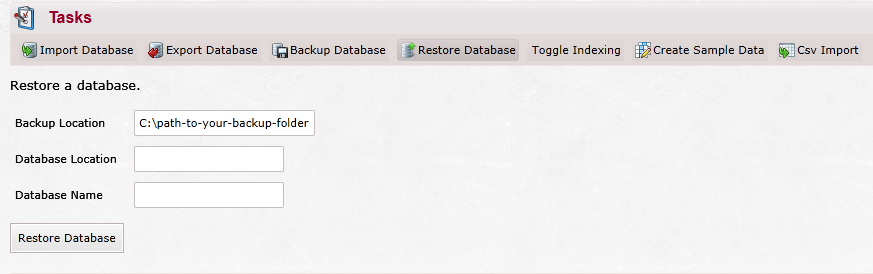 Tasks
Import Database Export Database Backup Database Restore Database Toggle Indexing Create Sample Data Csv Import
Restore a database.
Backup Location C:\path-to-your-backup-folder
Database Location
Database Name
Restore Database